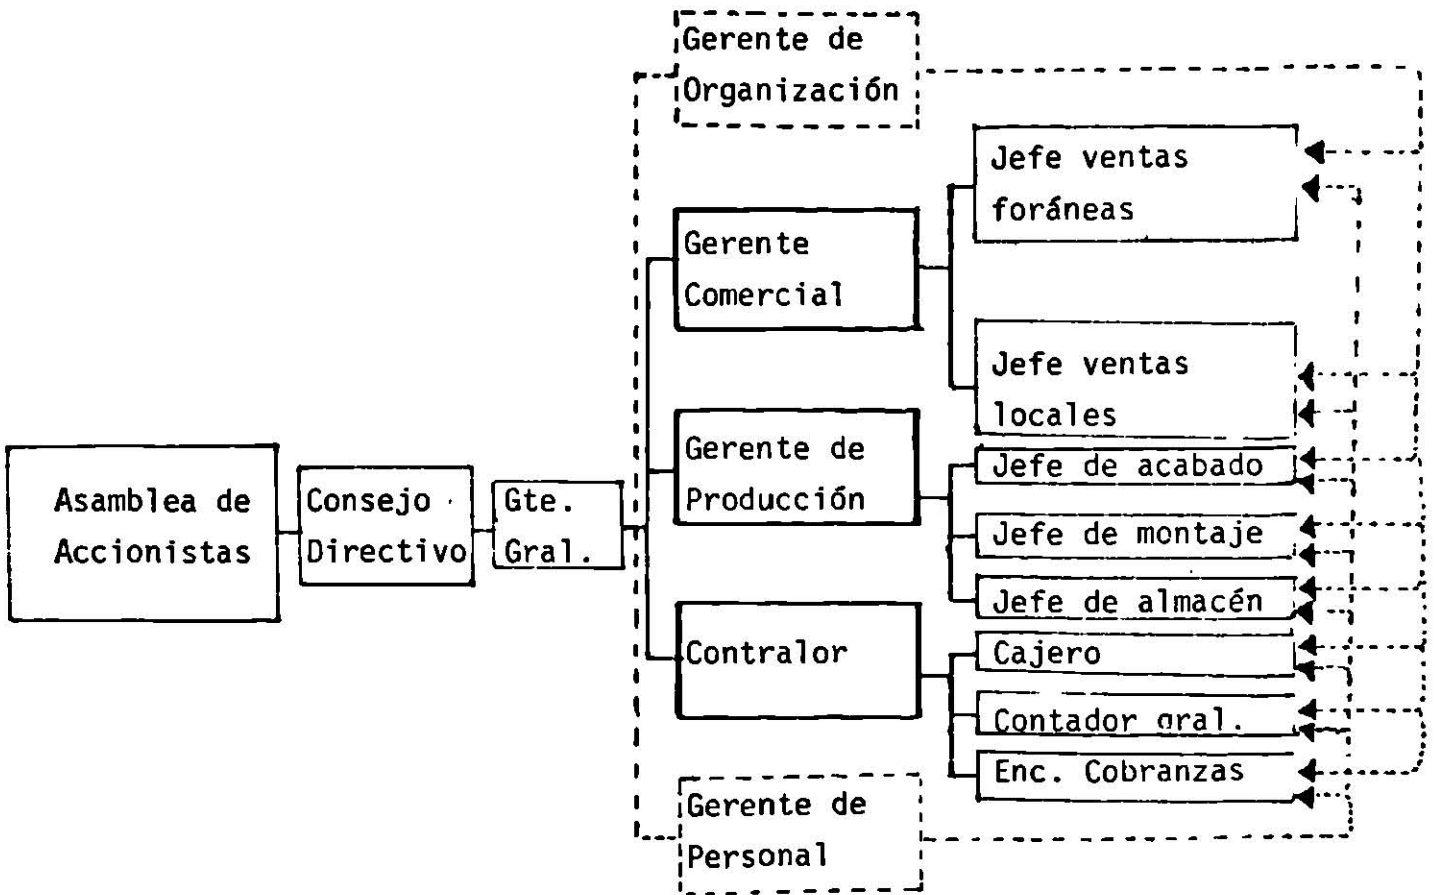 Gerente de
Organización
Jefe ventas
foráneas
Gerente
Comercial
Jefe ventas
locales
Gerente de
Producción
Jefe de acabado
Jefe de montaje
Jefe de almacén
Asamblea de
Accionistas
Consejo
Directivo
Gte.
Gral.
Contralor
Cajero
Contador gral.
Enc. Cobranzas
Gerente de
Personal